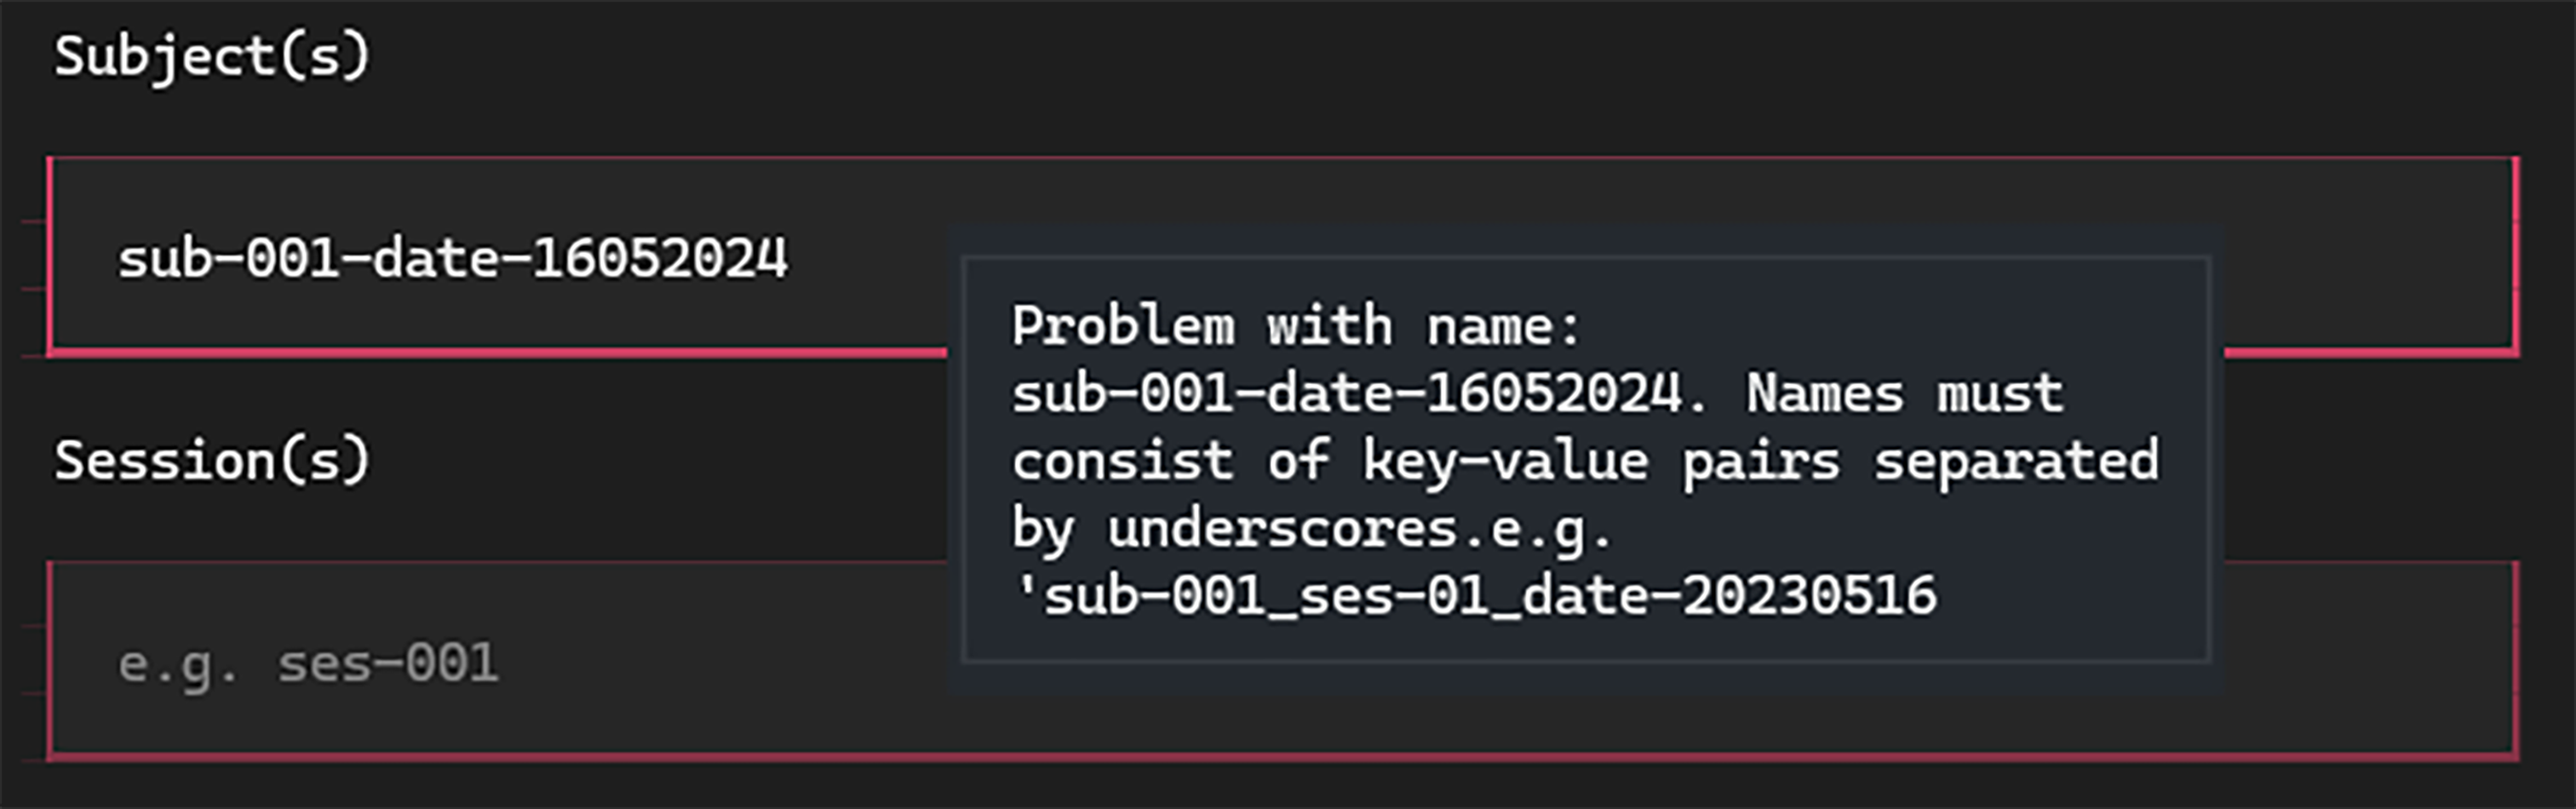 Subject(s)
sub-001-date-16052024
Problem with name:
sub-001-date-16052024. Names must
consist of key-value pairs separated
by underscores.e.g.
'sub-001_ses-01_date-20230516
Session(s)
e.g. ses-001